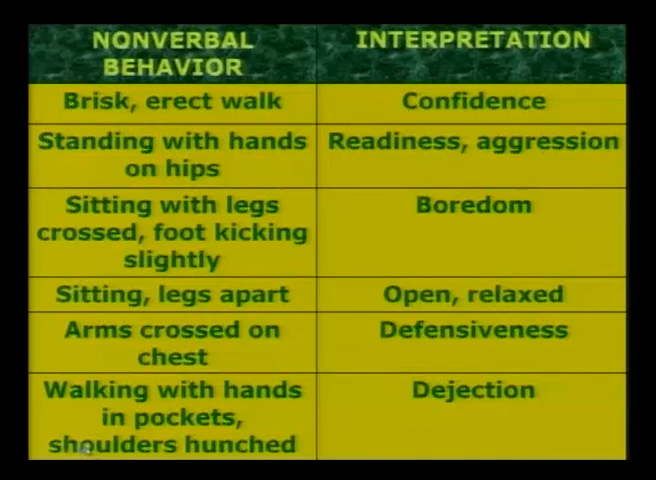 NONVERBAL
BEHAVIOR
INTERPRETATION
Brisk, erect walk
Confidence
Standing with hands
on hips
Readiness, aggression
Sitting with legs
crossed, foot kicking
slightly
Boredom
Sitting, legs apart
Open, relaxed
Arms crossed on
chest
Defensiveness
Walking with hands
in pockets,
shoulders hunched
Dejection